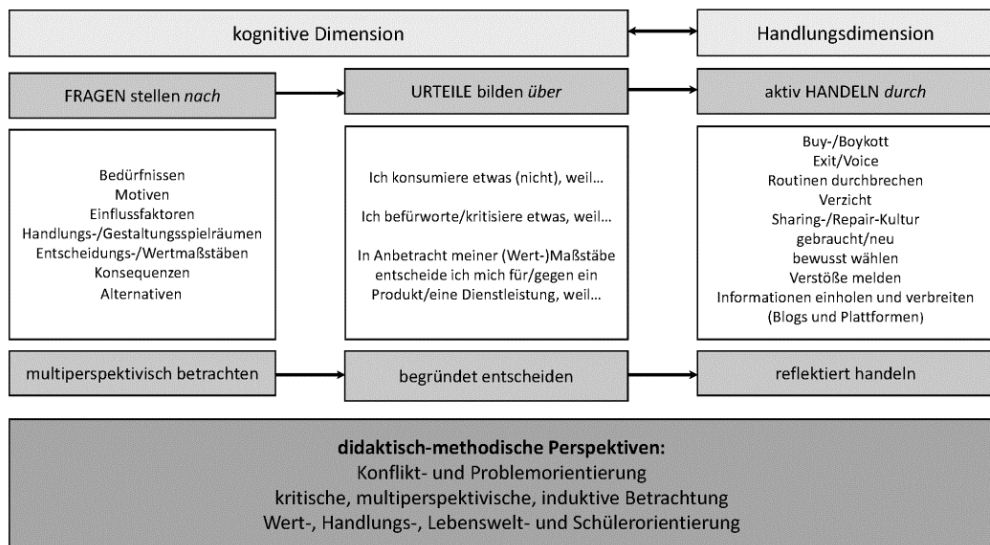 kognitive Dimension
Handlungsdimension
FRAGEN stellen nach
URTEILE bilden über
aktiv HANDELN durch
Bedürfnissen
Motiven
Einflussfaktoren
Handlungs-/Gestaltungsspielräumen
Entscheidungs-/Wertmaßstäben
Konsequenzen
Alternativen
Ich konsumiere etwas (nicht), weil...
Ich befürworte/kritisiere etwas, weil...
In Anbetracht meiner (Wert-)Maßstäbe
entscheide ich mich für/gegen ein
Produkt/eine Dienstleistung, weil...
Buy-/Boykott
Exit/Voice
Routinen durchbrechen
Verzicht
Sharing-/Repair-Kultur
gebraucht/neu
bewusst wählen
Verstöße melden
Informationen einholen und verbreiten
(Blogs und Plattformen)
multiperspektivisch betrachten
begründet entscheiden
reflektiert handeln
didaktisch-methodische Perspektiven:
Konflikt- und Problemorientierung
kritische, multiperspektivische, induktive Betrachtung
Wert-, Handlungs-, Lebenswelt- und Schülerorientierung